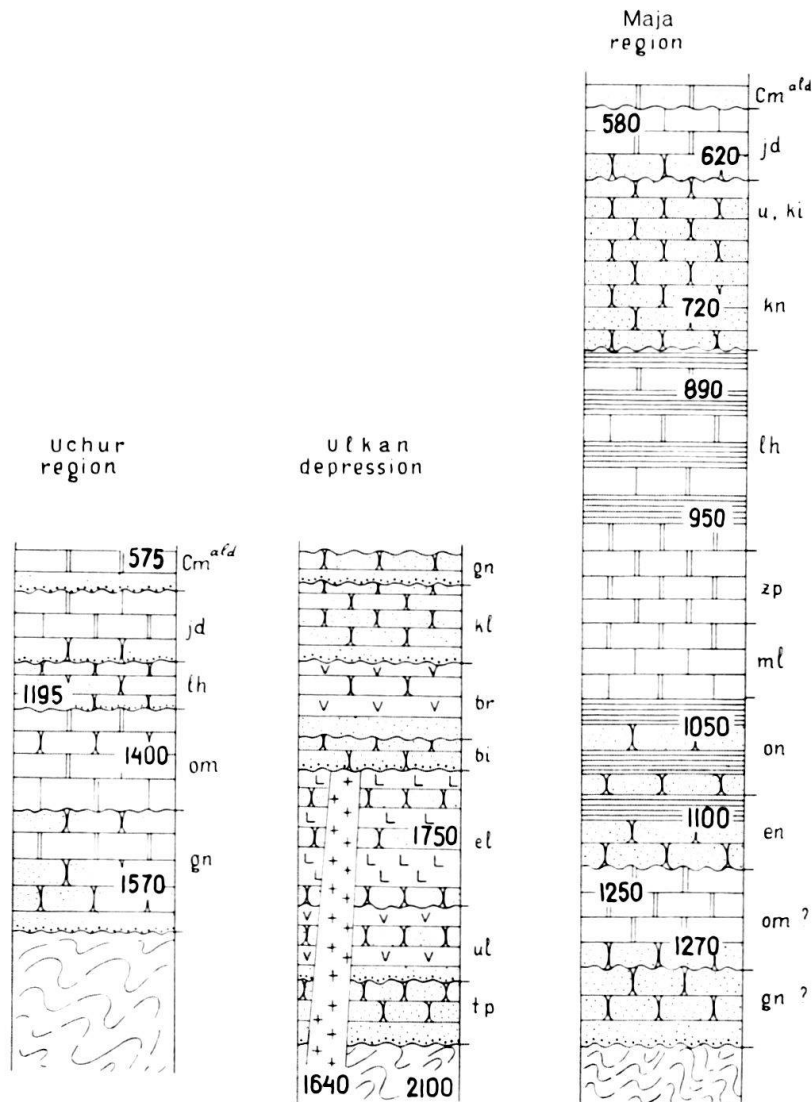 Maja
region
Cm ald
580
jd
620
u, ki
kn
720
890
lh
950
zp
ml
on
1050
1100
en
1250
om ?
1270
gn ?
Uchur
region
575
Cm ald
jd
lh
1195
1400
om
gn
1570
Ulkan
depression
gn
kl
br
bi
1750
el
ul
tp
1640
2100